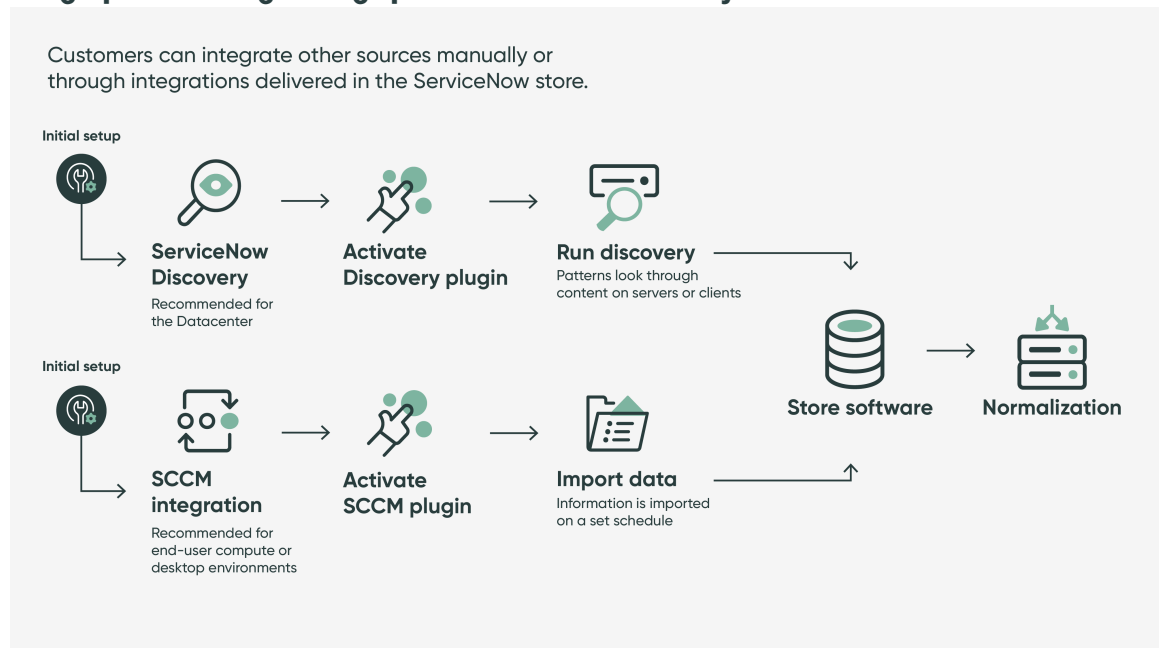 Customers can integrate other sources manually or
through integrations delivered in the ServiceNow store.
Initial setup
ServiceNow
Discovery
Recommended for
the Datacenter
Activate
Discovery plugin
Run discovery
Patterns look through
content on servers or clients
Initial setup
SCCM
integration
Recommended for
end-user compute or
desktop environments
Activate
SCCM plugin
Import data
Information is imported
on a set schedule
Store software
Normalization